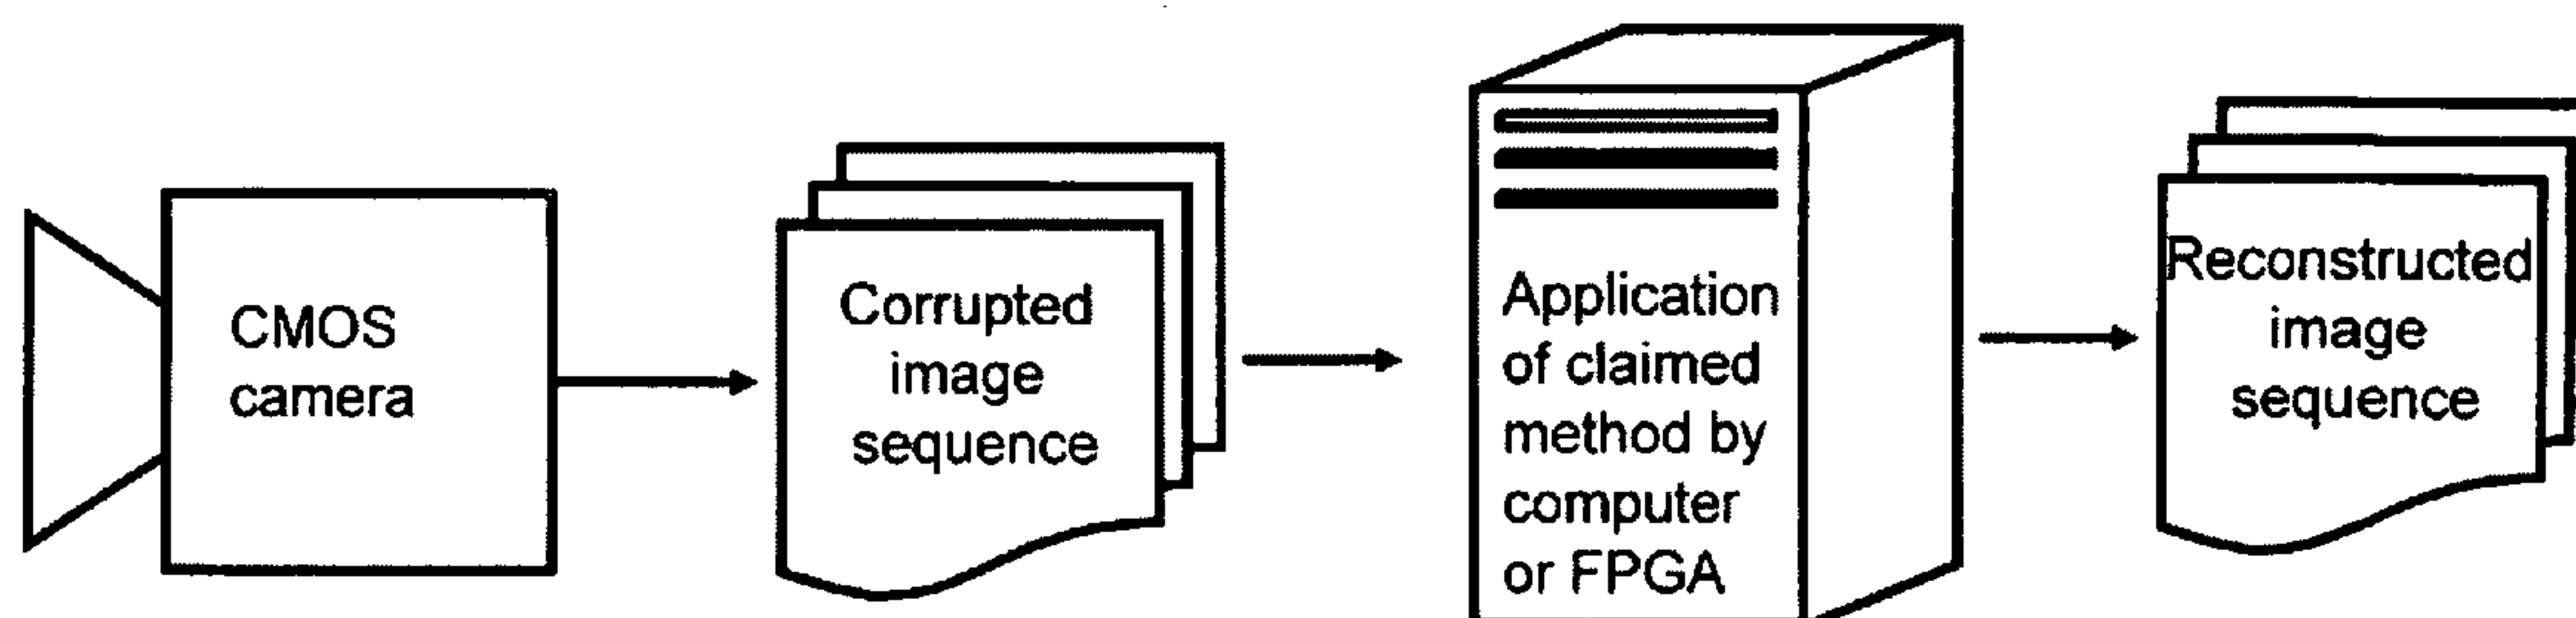 CMOS
camera
Corrupted
image
sequence
Application
of claimed
method by
computer
or FPGA
Reconstructed
image
sequence